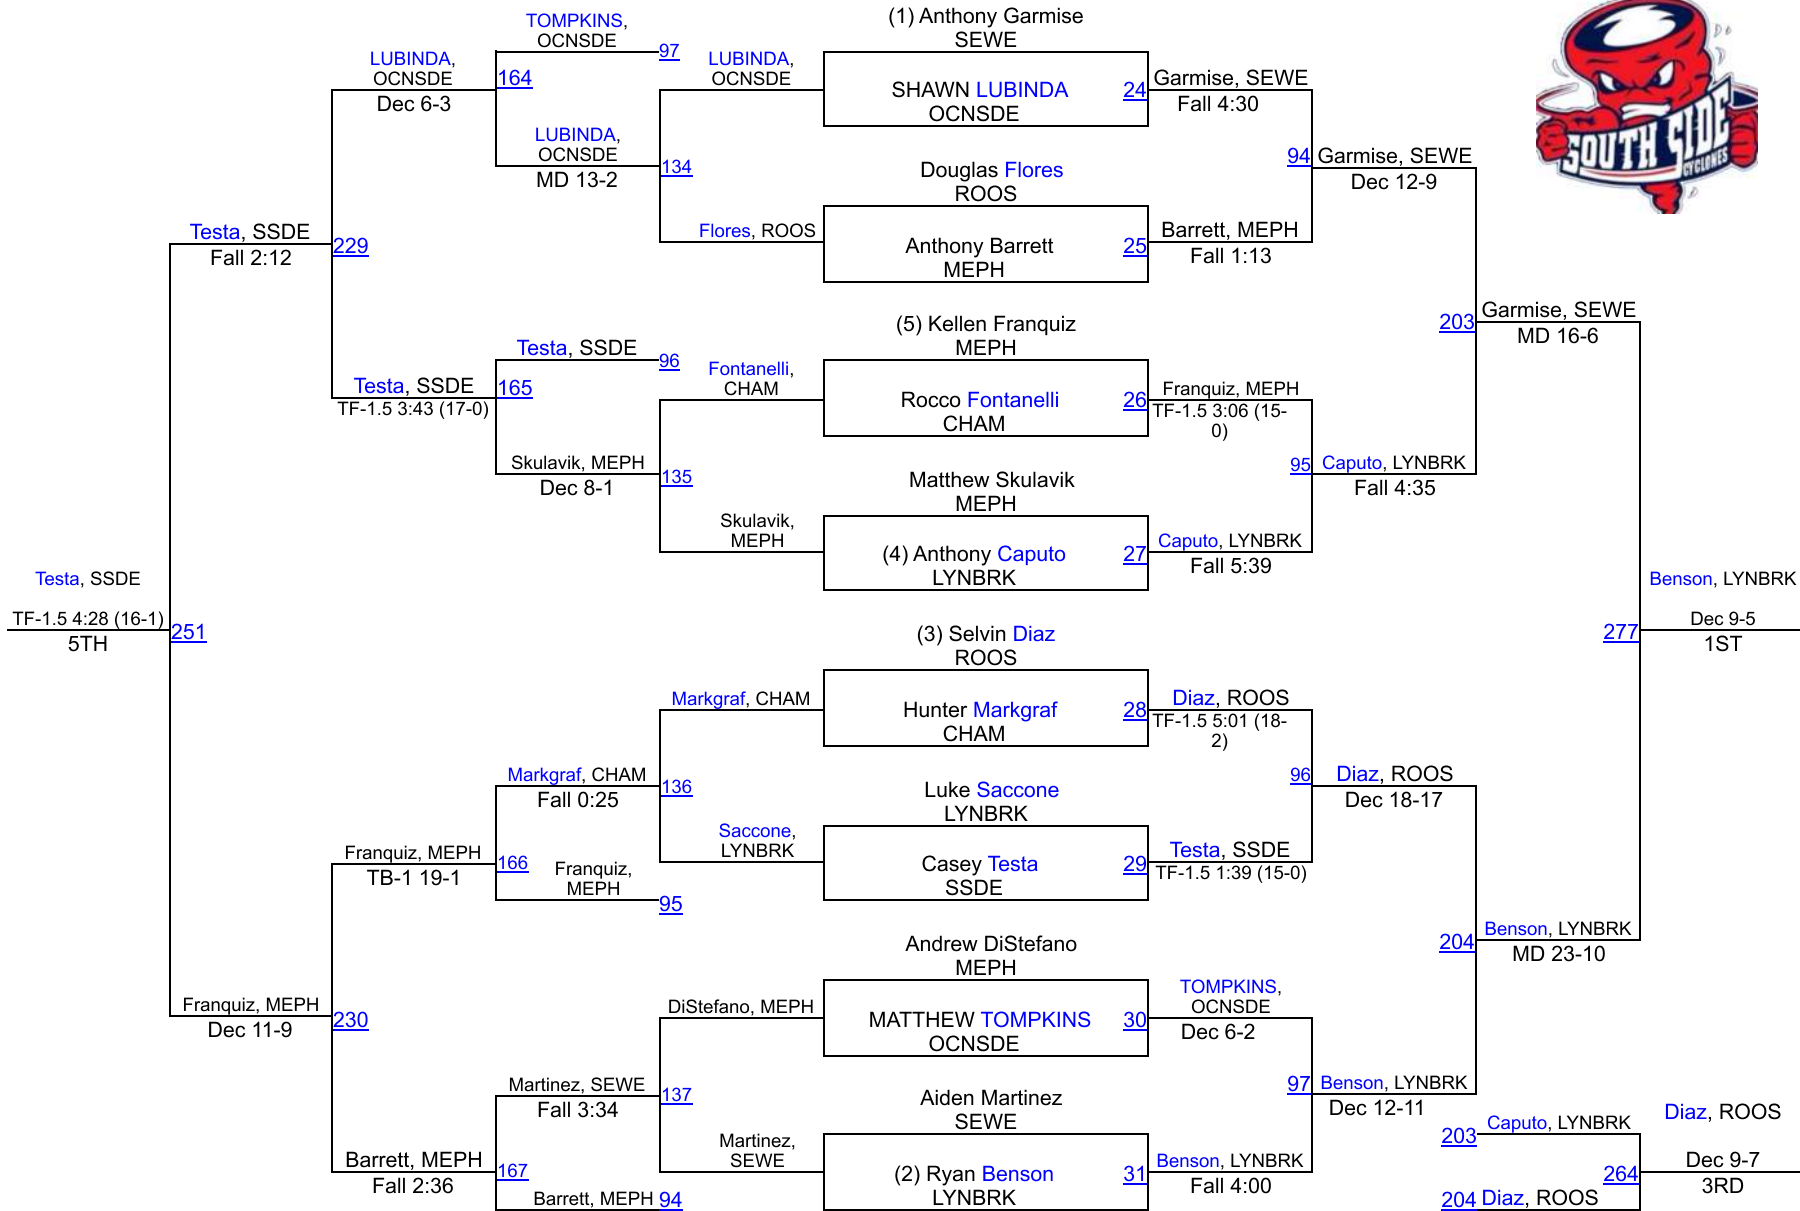 (1) Anthony Garmise
SEWE
SHAWN LUBINDA
OCNSDE
24
Douglas Flores
ROOS
Anthony Barrett
MEPH
25
(5) Kellen Franquiz
MEPH
Rocco Fontanelli
CHAM
26
Matthew Skulavik
MEPH
(4) Anthony Caputo
LYNBRK
27
(3) Selvin Diaz
ROOS
Hunter Markgraf
CHAM
28
Luke Saccone
LYNBRK
Casey Testa
SSDE
29
Andrew DiStefano
MEPH
MATTHEW TOMPKINS
OCNSDE
30
Aiden Martinez
SEWE
(2) Ryan Benson
LYNBRK
31
Garmise, SEWE
Fall 4:30
Barrett, MEPH
Fall 1:13
Franquiz, MEPH
TF-1.5 3:06 (15-
0)
Caputo, LYNBRK
Fall 5:39
Diaz, ROOS
TF-1.5 5:01 (18-
2)
Testa, SSDE
TF-1.5 1:39 (15-0)
TOMPKINS,
OCNSDE
Dec 6-2
Benson, LYNBRK
Fall 4:00
94
Garmise, SEWE
Dec 12-9
95
Caputo, LYNBRK
Fall 4:35
96
Diaz, ROOS
Dec 18-17
97
Benson, LYNBRK
Dec 12-11
203
Garmise, SEWE
MD 16-6
204
Benson, LYNBRK
MD 23-10
277
Benson, LYNBRK
Dec 9-5
1ST
Caputo, LYNBRK
203
204
Diaz, ROOS
264
Diaz, ROOS
Dec 9-7
3RD
LUBINDA,
OCNSDE
Flores, ROOS
Fontanelli,
CHAM
Skulavik,
MEPH
Markgraf, CHAM
Saccone,
LYNBRK
DiStefano, MEPH
Martinez,
SEWE
TOMPKINS,
OCNSDE
97
LUBINDA,
OCNSDE
MD 13-2
134
Testa, SSDE
96
Skulavik, MEPH
Dec 8-1
135
Markgraf, CHAM
Fall 0:25
136
Franquiz,
MEPH
95
Martinez, SEWE
Fall 3:34
137
Barrett, MEPH
94
LUBINDA,
OCNSDE
Dec 6-3
164
Testa, SSDE
TF-1.5 3:43 (17-0)
165
Franquiz, MEPH
TB-1 19-1
166
Barrett, MEPH
Fall 2:36
167
Testa, SSDE
Fall 2:12
229
Franquiz, MEPH
Dec 11-9
230
Testa, SSDE
TF-1.5 4:28 (16-1)
5TH
251
SOUTH SIDE
CYCLONES